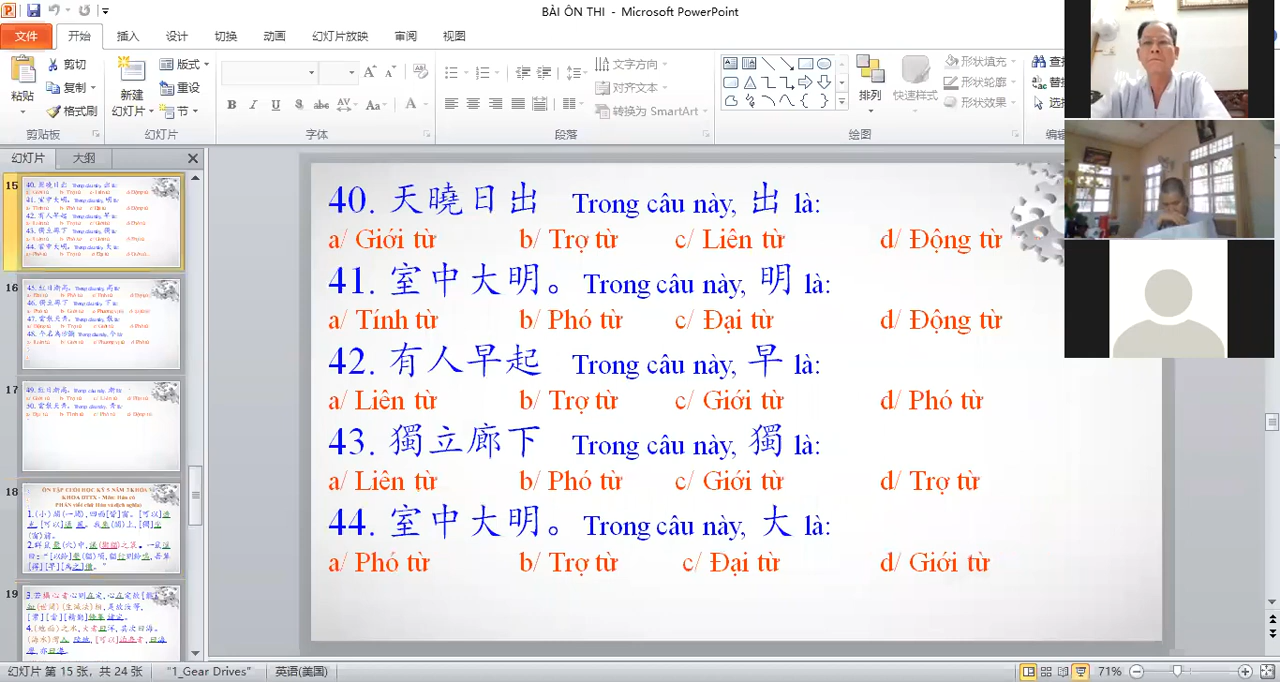 BÀI ÔN THI - Microsoft PowerPoint
文件 开始 插入 设计 切换 动画 幻灯片放映 审阅 视图
粘贴 剪切 复制 格式刷
新建 幻灯片 版式 重设 节
B I U S abc AV Aa A
文字方向 对齐文本 转换为 SmartArt
排列 快速样式 形状填充 形状轮廓 形状效果
剪贴板 幻灯片 字体 段落 绘图
幻灯片 大纲
15
16
17
18
19
40. 天曉日出 Trong câu này, 出 là:
a/ Giới từ b/ Trợ từ c/ Liên từ d/ Động từ
41. 室中大明。 Trong câu này, 明 là:
a/ Tính từ b/ Phó từ c/ Đại từ d/ Động từ
42. 有人早起 Trong câu này, 早 là:
a/ Liên từ b/ Trợ từ c/ Giới từ d/ Phó từ
43. 獨立廊下 Trong câu này, 獨 là:
a/ Liên từ b/ Phó từ c/ Giới từ d/ Trợ từ
44. 室中大明。 Trong câu này, 大 là:
a/ Phó từ b/ Trợ từ c/ Đại từ d/ Giới từ
幻灯片 第 15 张，共 24 张 "1_Gear Drives" 英语(美国) 71%